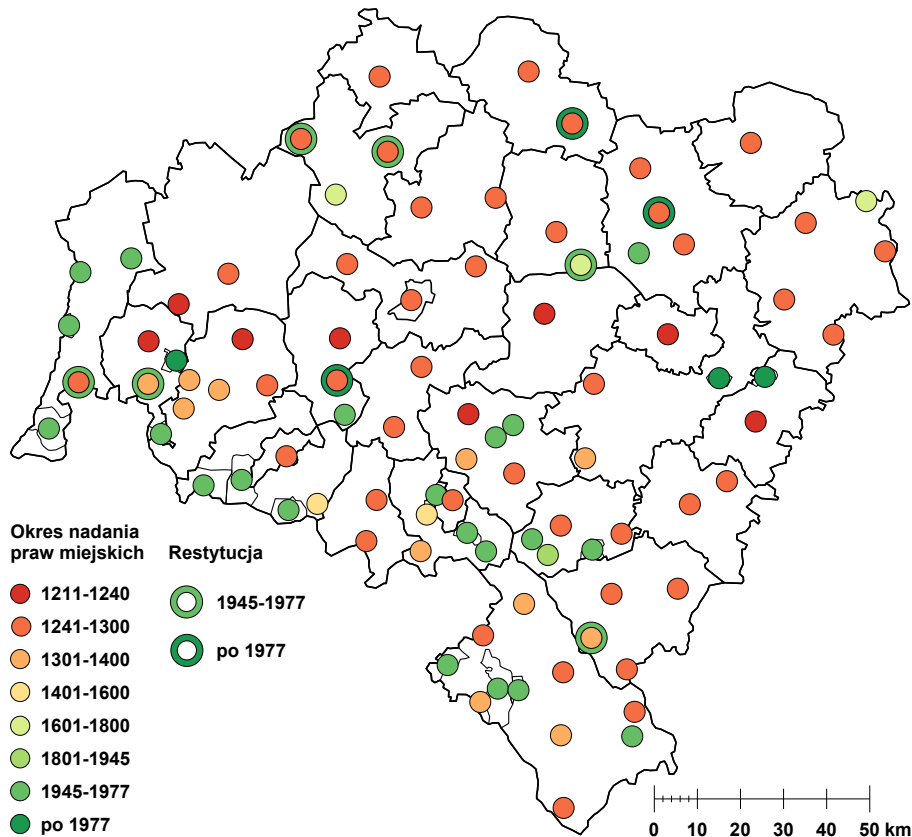 Okres nadania
praw miejskich
1211-1240
1241-1300
1301-1400
1401-1600
1601-1800
1801-1945
1945-1977
po 1977
Restytucja
1945-1977
po 1977
0 10 20 30 40 50 km